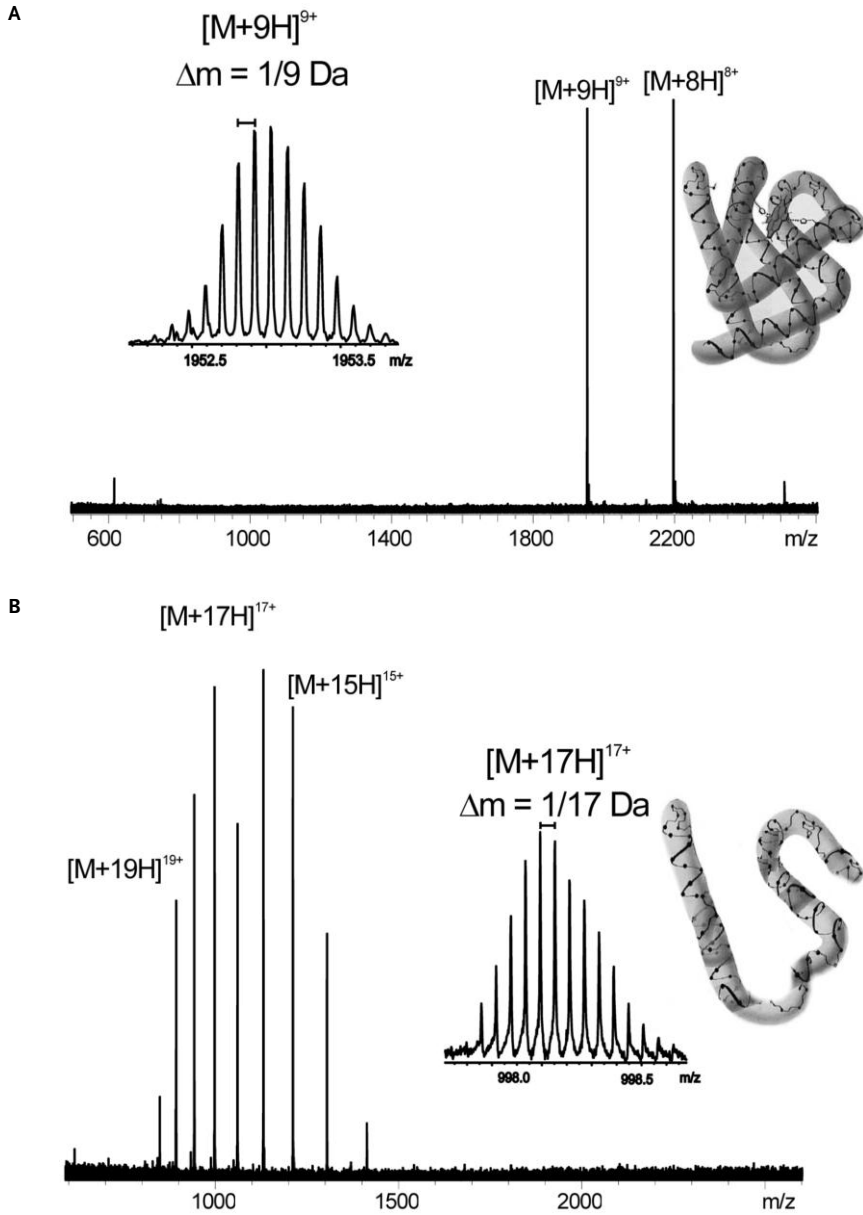 A
[M+9H]9+
Δm = 1/9 Da
[M+9H]9+
[M+8H]8+
1952.5
1953.5
m/z
600
1000
1400
1800
2200
m/z
B
[M+17H]17+
[M+15H]15+
[M+17H]17+
Δm = 1/17 Da
[M+19H]19+
998.0
998.5
m/z
1000
1500
2000
m/z